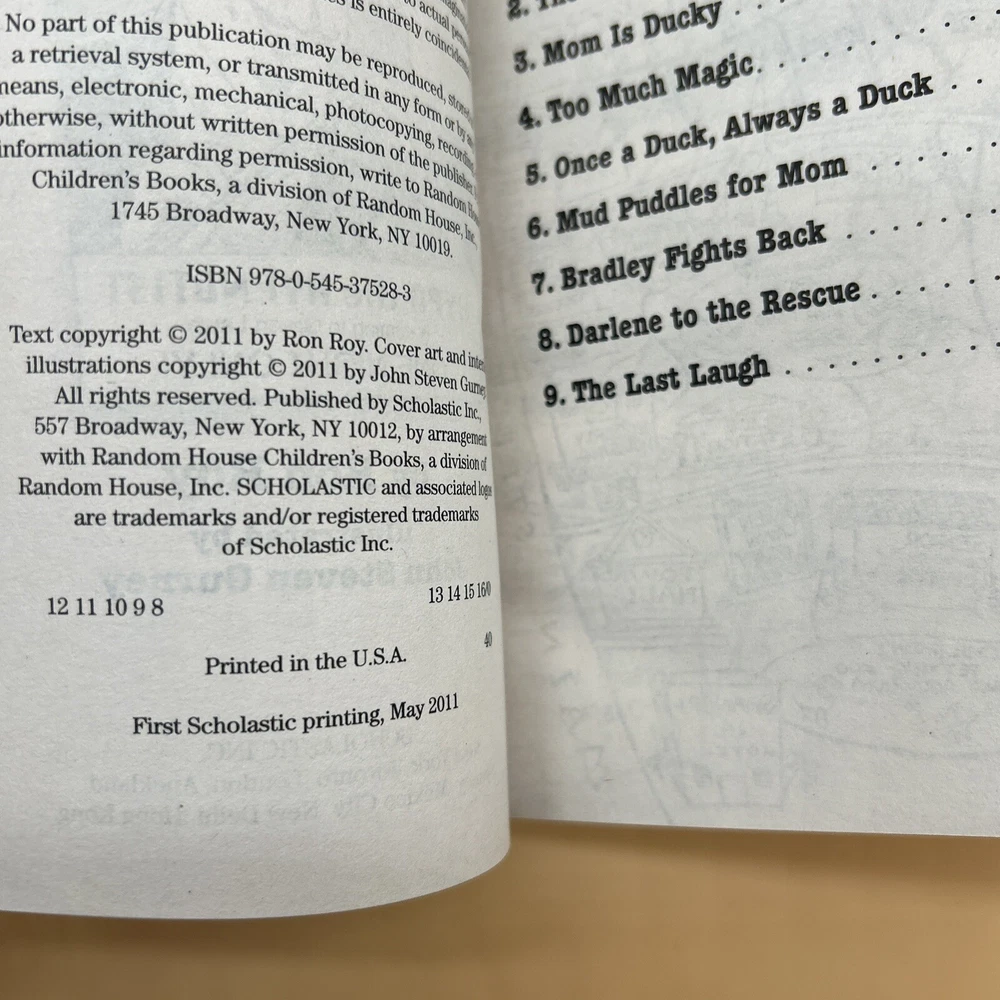 is entirely coincidental
No part of this publication may be reproduced, stored
a retrieval system, or transmitted in any form or by
means, electronic, mechanical, photocopying, recording
otherwise, without written permission of the publisher.
information regarding permission, write to Random
Children's Books, a division of Random House, Inc.,
1745 Broadway, New York, NY 10019.
ISBN 978-0-545-37528-3
Text copyright © 2011 by Ron Roy. Cover art and
illustrations copyright © 2011 by John Steven Gurney
All rights reserved. Published by Scholastic Inc.,
557 Broadway, New York, NY 10012, by arrangement
with Random House Children's Books, a division of
Random House, Inc. SCHOLASTIC and associated logos
are trademarks and/or registered trademarks
of Scholastic Inc.
12 11 10 9 8 13 14 15 16/0
40
Printed in the U.S.A.
First Scholastic printing, May 2011
2.
3. Mom Is Ducky . . .
4. Too Much Magic. . . . . . . .
5. Once a Duck, Always a Duck . .
6. Mud Puddles for Mom . . . . . .
7. Bradley Fights Back . . . . . . .
8. Darlene to the Rescue . . . . . .
9. The Last Laugh . . . . . . . . . .